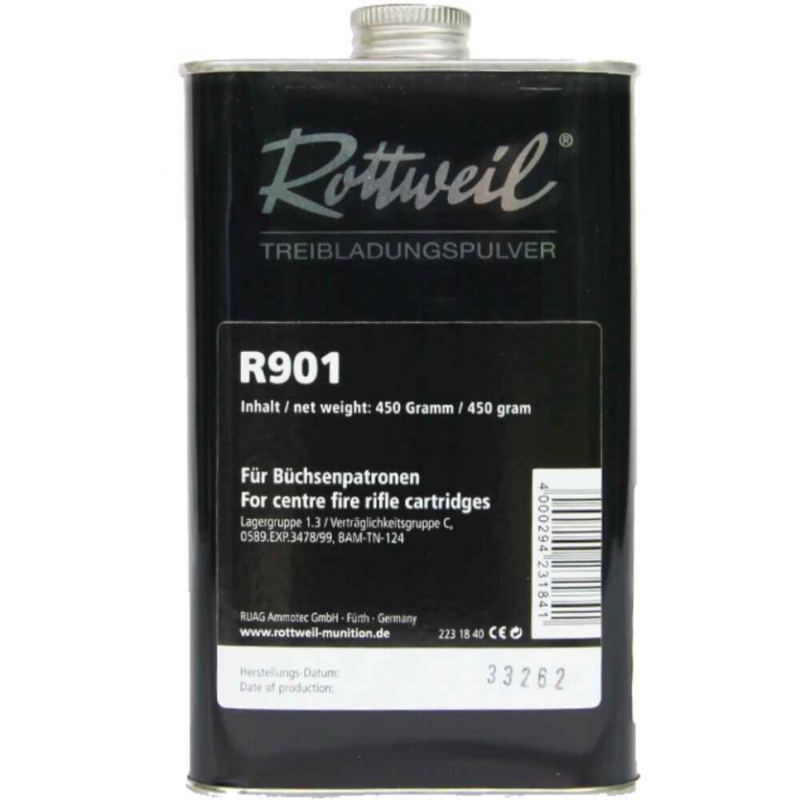 Rottweil®
TREIBLADUNGSPULVER
R901
Inhalt / net weight: 450 Gramm / 450 gram
Für Büchsenpatronen
For centre fire rifle cartridges
Lagergruppe 1.3 / Verträglichkeitsgruppe C,
0589.EXP.3478/99, BAM-TN-124
4 000294 231841
RUAG Ammotec GmbH · Fürth · Germany
www.rottweil-munition.de
223 18 40 CE
Herstellungs-Datum:
Date of production:
33262